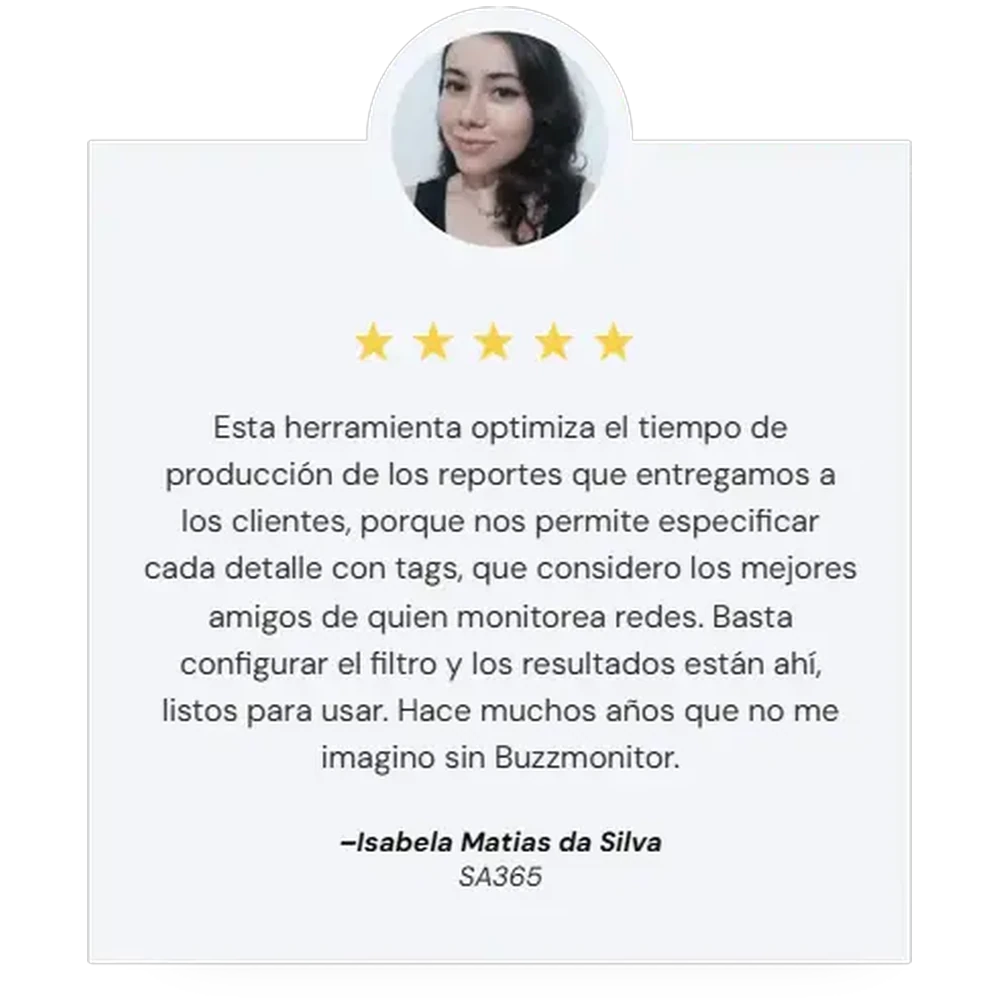 Esta herramienta optimiza el tiempo de
producción de los reportes que entregamos a
los clientes, porque nos permite especificar
cada detalle con tags, que considero los mejores
amigos de quien monitorea redes. Basta
configurar el filtro y los resultados están ahí,
listos para usar. Hace muchos años que no me
imagino sin Buzzmonitor.
–Isabela Matias da Silva
SA365